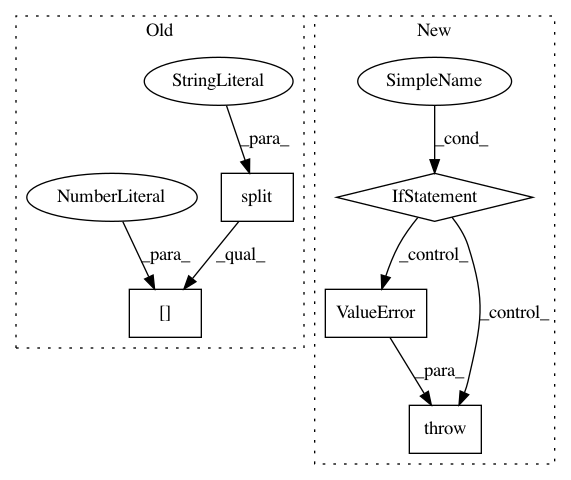 Old
New
StringLiteral
SimpleName
_para_
_cond_
NumberLiteral
split
IfStatement
_para_
_qual_
_control_
[]
ValueError
_control_
_para_
throw